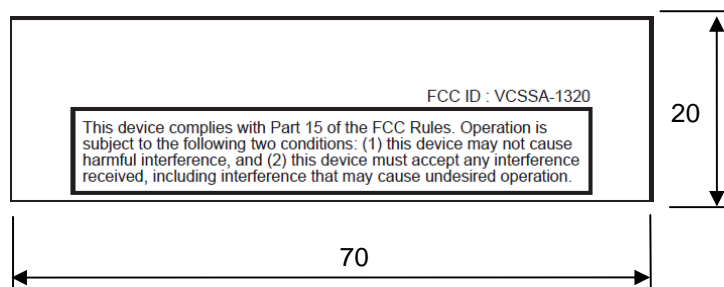 FCC ID : VCSSA-1320
This device complies with Part 15 of the FCC Rules. Operation is
subject to the following two conditions: (1) this device may not cause
harmful interference, and (2) this device must accept any interference
received, including interference that may cause undesired operation.
20
70